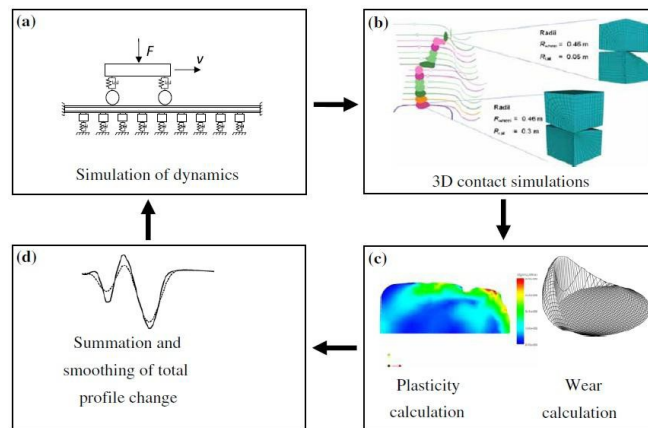 (a)
F
v
Simulation of dynamics
(b)
Radii
R_wheel = 0.46 m
R_rail = 0.05 m
Radii
R_wheel = 0.46 m
R_rail = 0.3 m
3D contact simulations
(d)
Summation and
smoothing of total
profile change
(c)
Plasticity
calculation
Wear
calculation